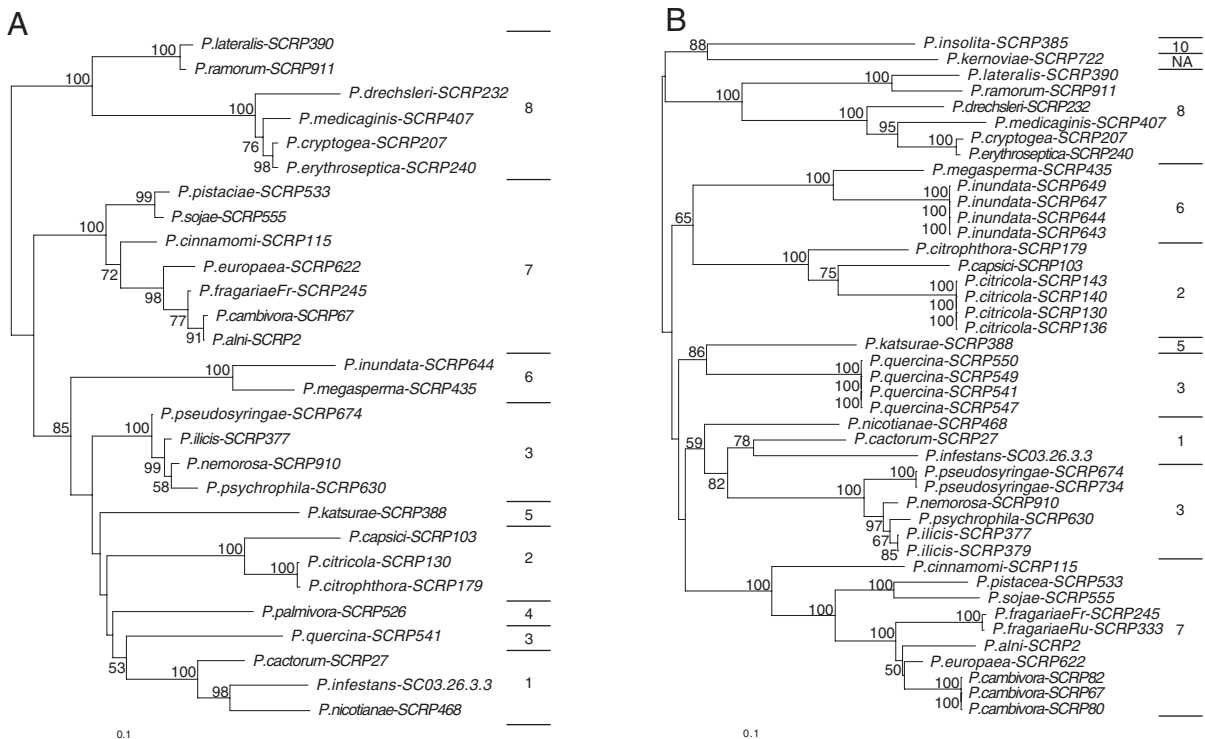 A
100 P.lateralis-SCRP390
P.ramorum-SCRP911
100
P.drechsleri-SCRP232
100
P.medicaginis-SCRP407
76 P.cryptogea-SCRP207
98 P.erythroseptica-SCRP240
8
99 P.pistaciae-SCRP533
P.sojae-SCRP555
100
P.cinnamomi-SCRP115
72 P.europaea-SCRP622
98 P.fragariaeFr-SCRP245
77 P.cambivora-SCRP67
91 P.alni-SCRP2
7
P.inundata-SCRP644
100
P.megasperma-SCRP435
6
85
P.pseudosyringae-SCRP674
100
P.ilicis-SCRP377
99 P.nemorosa-SCRP910
58 P.psychrophila-SCRP630
3
P.katsurae-SCRP388
5
P.capsici-SCRP103
100
100 P.citricola-SCRP130
P.citrophthora-SCRP179
2
P.palmivora-SCRP526
4
P.quercina-SCRP541
3
53
P.cactorum-SCRP27
100
98 P.infestans-SC03.26.3.3
P.nicotianae-SCRP468
1
0.1
B
88 P.insolita-SCRP385
10
P.kernoviae-SCRP722
NA
100 P.lateralis-SCRP390
P.ramorum-SCRP911
100
100 P.drechsleri-SCRP232
95 P.medicaginis-SCRP407
100 P.cryptogea-SCRP207
P.erythroseptica-SCRP240
8
P.megasperma-SCRP435
100
100 P.inundata-SCRP649
P.inundata-SCRP647
100 P.inundata-SCRP644
100 P.inundata-SCRP643
6
65
P.citrophthora-SCRP179
100
75 P.capsici-SCRP103
100 P.citricola-SCRP143
100 P.citricola-SCRP140
100 P.citricola-SCRP130
P.citricola-SCRP136
2
P.katsurae-SCRP388
5
86
100 P.quercina-SCRP550
P.quercina-SCRP549
100 P.quercina-SCRP541
100 P.quercina-SCRP547
3
P.nicotianae-SCRP468
59
78 P.cactorum-SCRP27
P.infestans-SC03.26.3.3
1
82
100 P.pseudosyringae-SCRP674
P.pseudosyringae-SCRP734
100
P.nemorosa-SCRP910
97 P.psychrophila-SCRP630
67 P.ilicis-SCRP377
85 P.ilicis-SCRP379
3
P.cinnamomi-SCRP115
100
100 P.pistacea-SCRP533
P.sojae-SCRP555
100
100 P.fragariaeFr-SCRP245
P.fragariaeRu-SCRP333
100
P.alni-SCRP2
50 P.europaea-SCRP622
100 P.cambivora-SCRP82
P.cambivora-SCRP67
100 P.cambivora-SCRP80
7
0.1